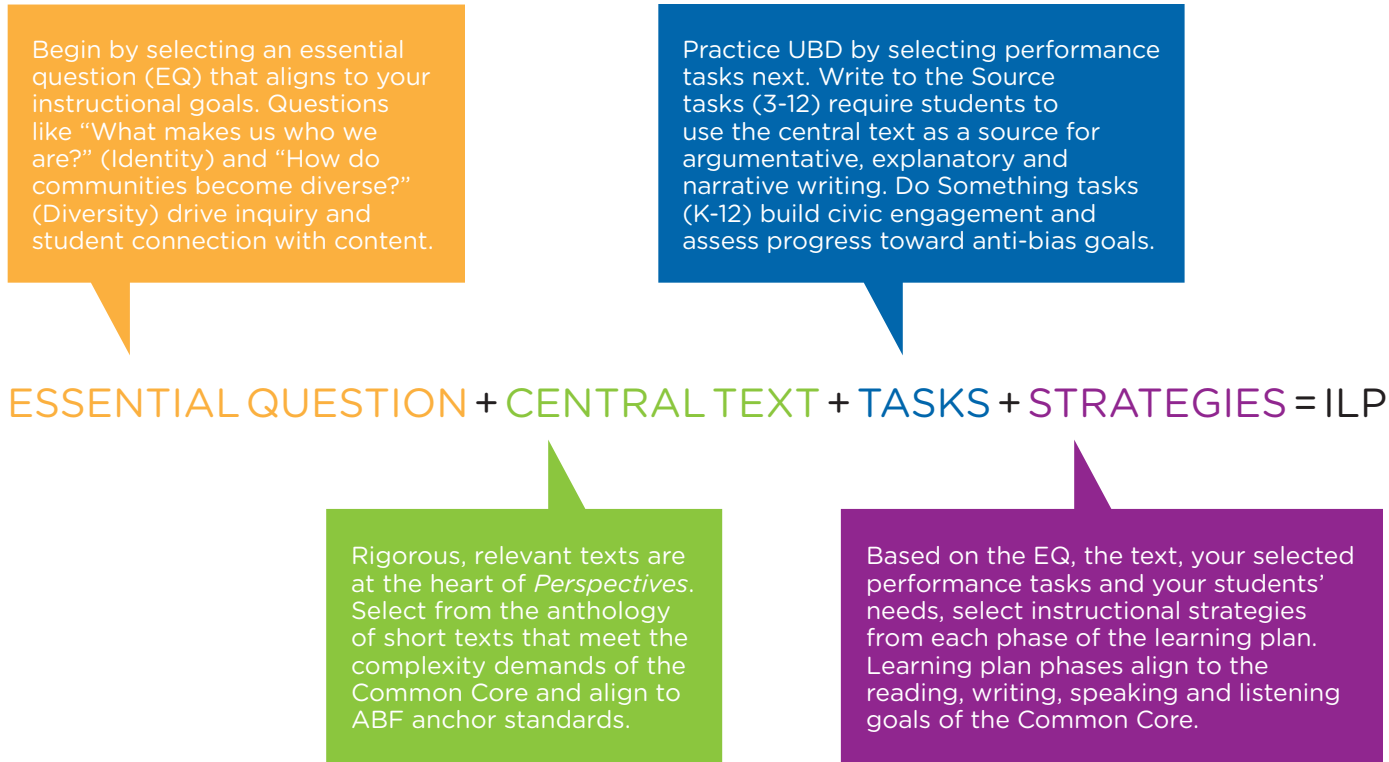 Begin by selecting an essential
question (EQ) that aligns to your
instructional goals. Questions
like “What makes us who we
are?” (Identity) and “How do
communities become diverse?”
(Diversity) drive inquiry and
student connection with content.
Practice UBD by selecting performance
tasks next. Write to the Source
tasks (3-12) require students to
use the central text as a source for
argumentative, explanatory and
narrative writing. Do Something tasks
(K-12) build civic engagement and
assess progress toward anti-bias goals.
ESSENTIAL QUESTION + CENTRAL TEXT + TASKS + STRATEGIES = ILP
Rigorous, relevant texts are
at the heart of Perspectives.
Select from the anthology
of short texts that meet the
complexity demands of the
Common Core and align to
ABF anchor standards.
Based on the EQ, the text, your selected
performance tasks and your students’
needs, select instructional strategies
from each phase of the learning plan.
Learning plan phases align to the
reading, writing, speaking and listening
goals of the Common Core.